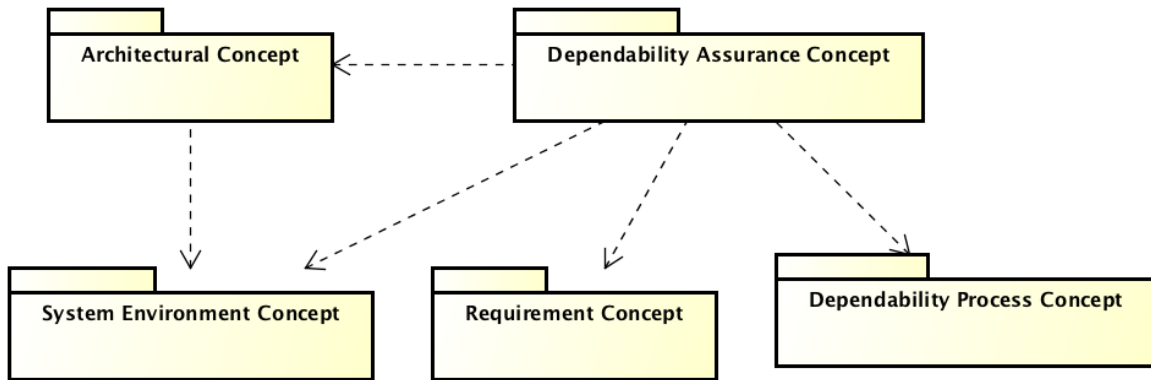 Architectural Concept
Dependability Assurance Concept
System Environment Concept
Requirement Concept
Dependability Process Concept